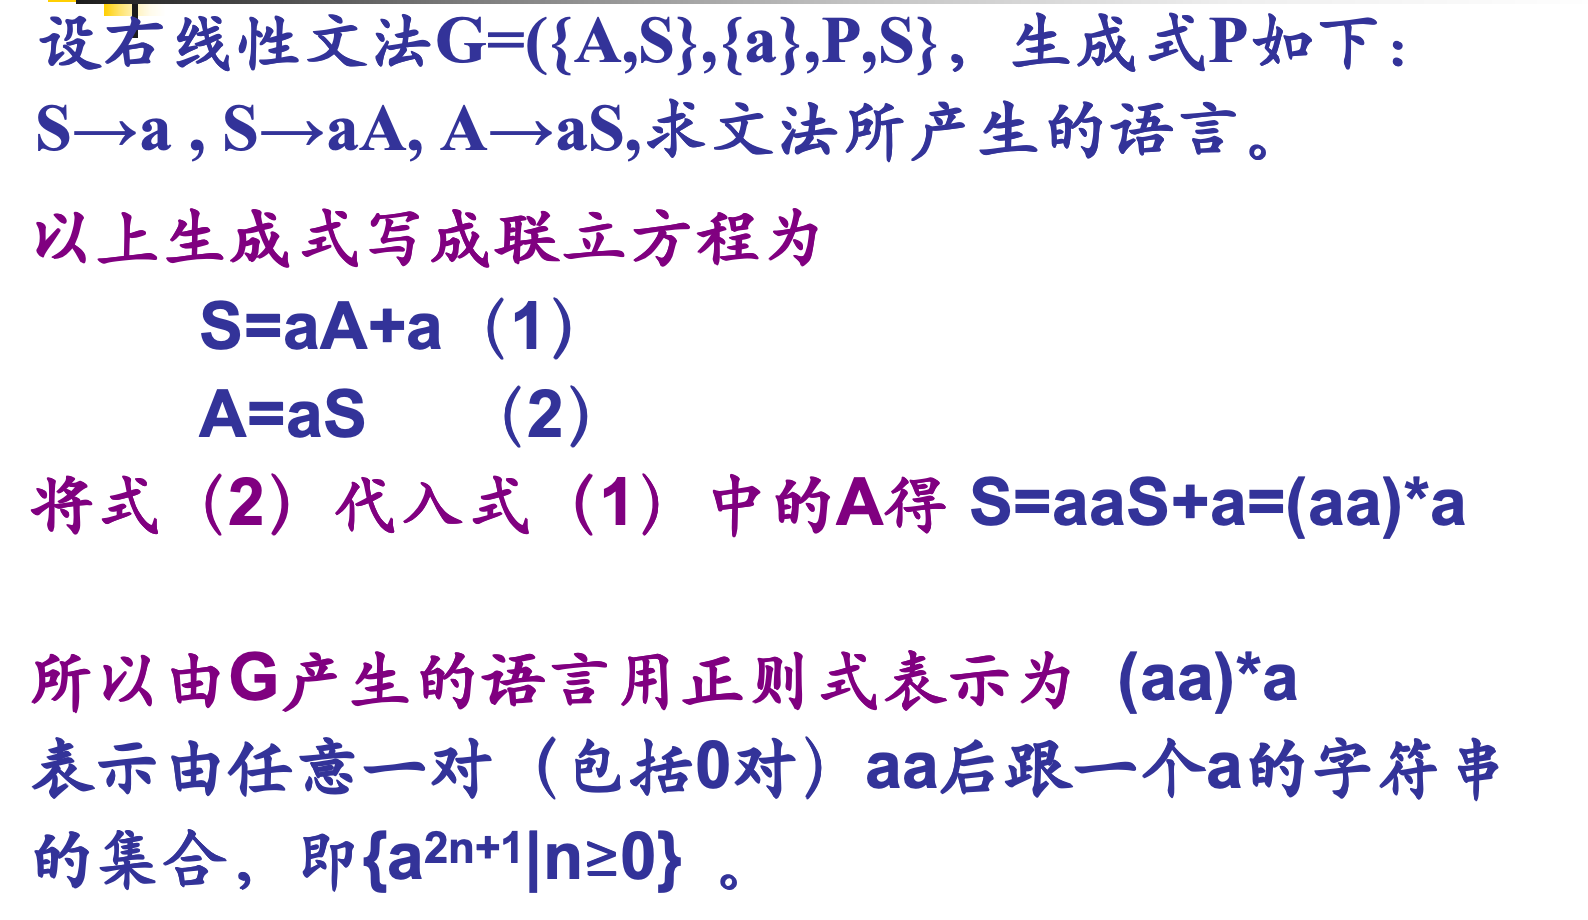 设右线性文法G=({A,S},{a},P,S}，生成式P如下：
S→a , S→aA, A→aS,求文法所产生的语言。
以上生成式写成联立方程为
S=aA+a（1）
A=aS （2）
将式（2）代入式（1）中的A得 S=aaS+a=(aa)*a
所以由G产生的语言用正则式表示为 (aa)*a
表示由任意一对（包括0对）aa后跟一个a的字符串
的集合，即{a²ⁿ⁺¹|n≥0} 。